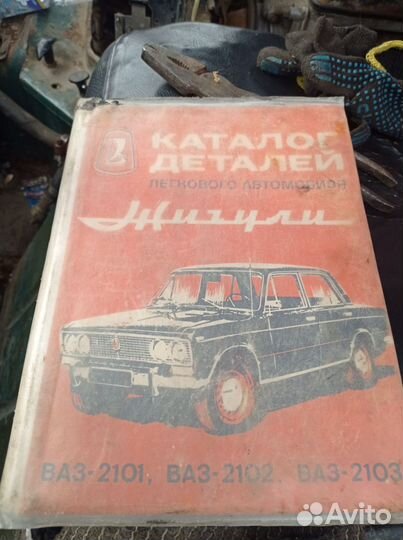 КАТАЛОГ
ДЕТАЛЕЙ
ЛЕГКОВОГО АВТОМОБИЛЯ
Жигули
ВАЗ-2101, ВАЗ-2102, ВАЗ-2103
Avito